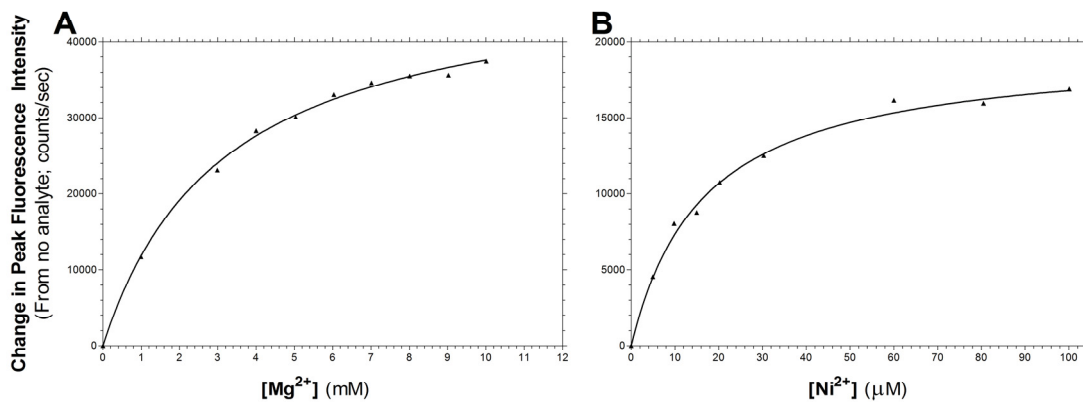 A
B
Change in Peak Fluorescence Intensity
(From no analyte; counts/sec)
40000
30000
20000
10000
0
0 1 2 3 4 5 6 7 8 9 10 11 12
[Mg²⁺] (mM)
20000
15000
10000
5000
0
0 10 20 30 40 50 60 70 80 90 100
[Ni²⁺] (μM)